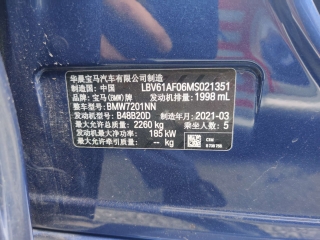 华晨宝马汽车有限公司制造
制造国：中国 LBV61AF06MS021351
品牌：宝马(BMW) 发动机排量：1998 mL
整车型号：BMW7201NN
发动机型号：B48B20D 制造年月：2021-03
最大允许总质量：2260 kg 乘坐人数：5
发动机最大净功率：185 kW
最大允许牵引质量：-- kg